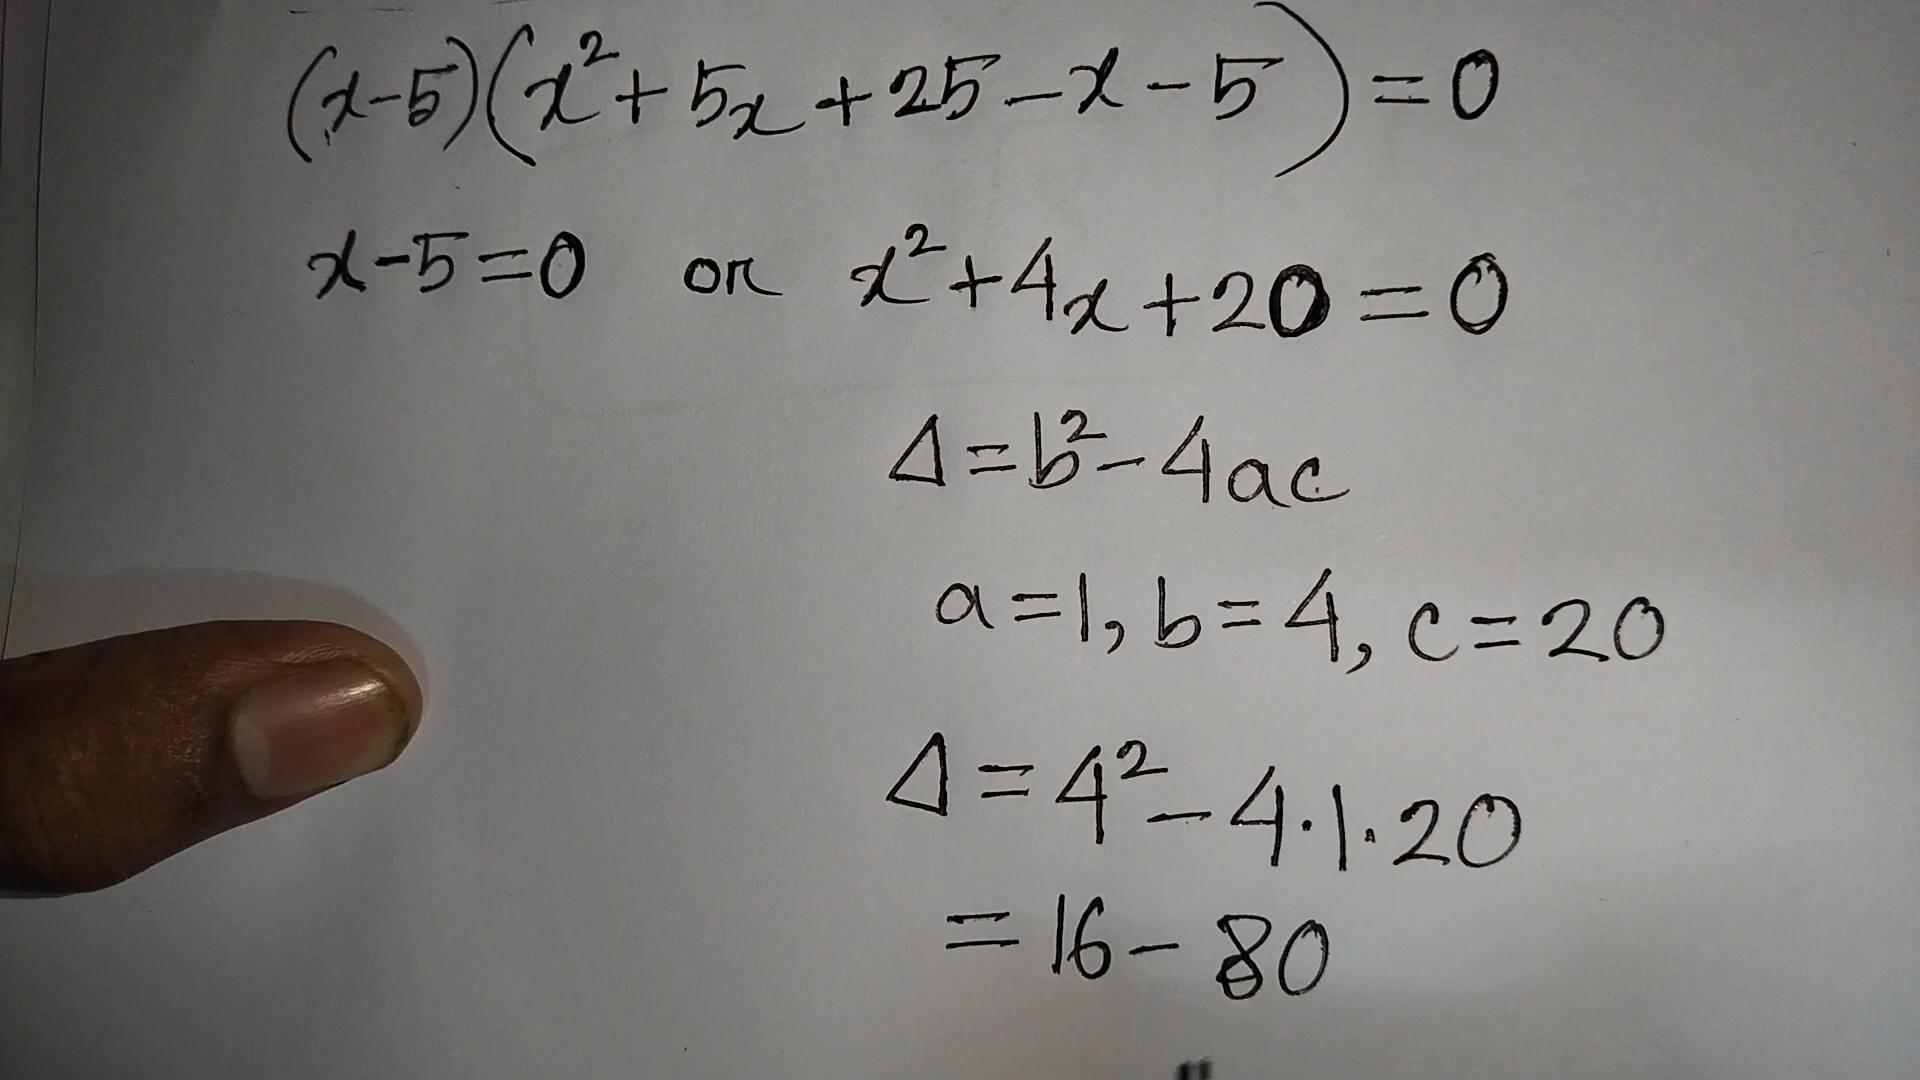 (x-5)(x²+5x+25-x-5)=0
x-5=0 or x²+4x+20=0
Δ=b²-4ac
a=1, b=4, c=20
Δ=4²-4·1·20
=16-80